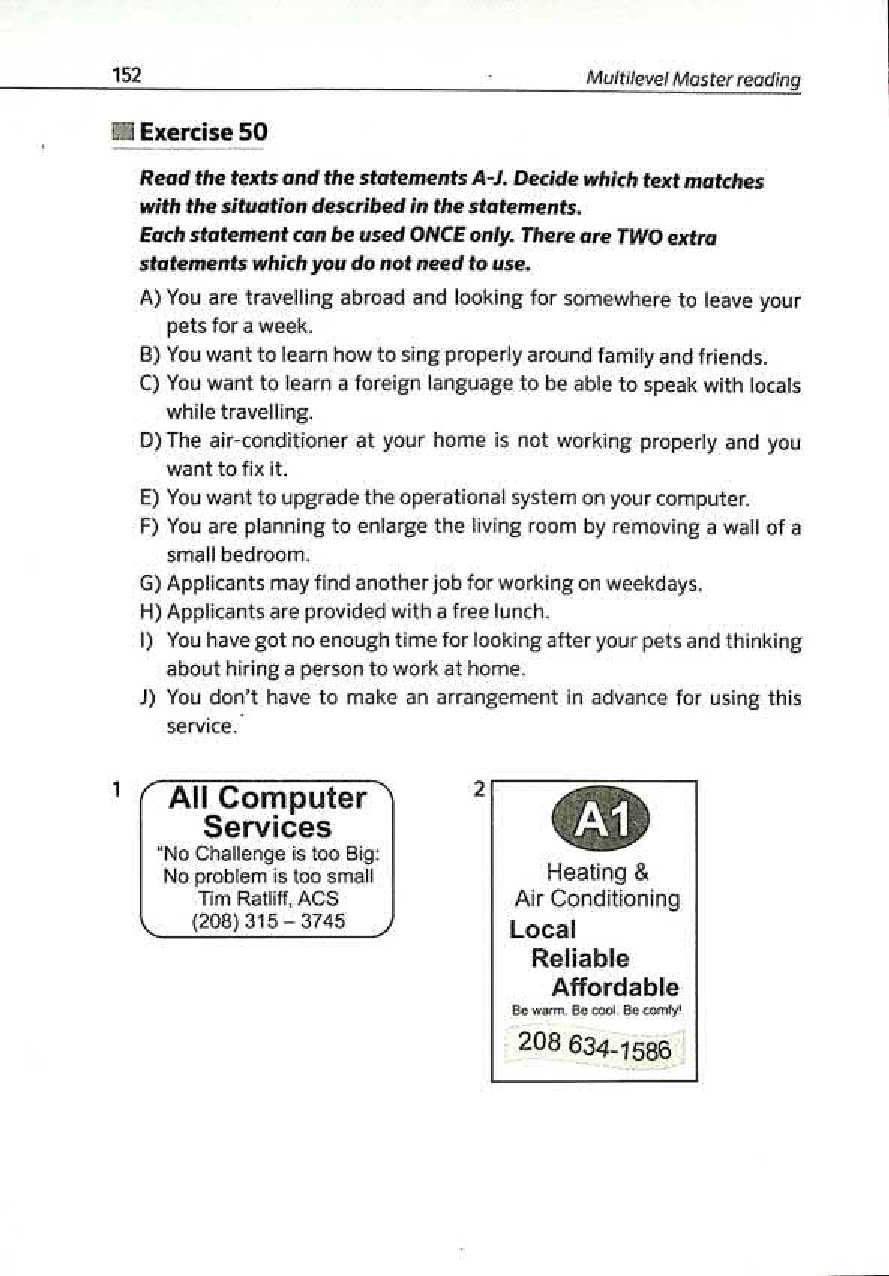 152
Multilevel Master reading
Exercise 50
Read the texts and the statements A-J. Decide which text matches
with the situation described in the statements.
Each statement can be used ONCE only. There are TWO extra
statements which you do not need to use.
A) You are travelling abroad and looking for somewhere to leave your
pets for a week.
B) You want to learn how to sing properly around family and friends.
C) You want to learn a foreign language to be able to speak with locals
while travelling.
D) The air-conditioner at your home is not working properly and you
want to fix it.
E) You want to upgrade the operational system on your computer.
F) You are planning to enlarge the living room by removing a wall of a
small bedroom.
G) Applicants may find another job for working on weekdays.
H) Applicants are provided with a free lunch.
I) You have got no enough time for looking after your pets and thinking
about hiring a person to work at home.
J) You don't have to make an arrangement in advance for using this
service.
1
All Computer
Services
"No Challenge is too Big:
No problem is too small
Tim Ratliff, ACS
(208) 315 – 3745
2
A1
Heating &
Air Conditioning
Local
Reliable
Affordable
Be warm. Be cool. Be comfy!
208 634-1586